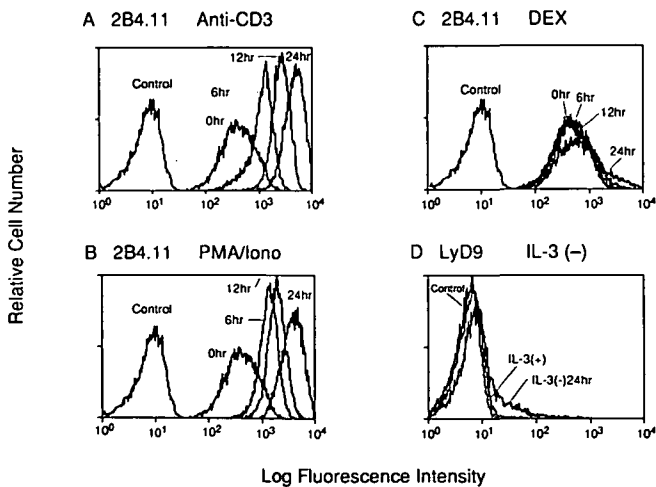 A 2B4.11 Anti-CD3
Control
0hr
6hr
12hr
24hr
10⁰ 10¹ 10² 10³ 10⁴
C 2B4.11 DEX
Control
0hr
6hr
12hr
24hr
10⁰ 10¹ 10² 10³ 10⁴
B 2B4.11 PMA/Iono
Control
0hr
6hr
12hr
24hr
10⁰ 10¹ 10² 10³ 10⁴
D LyD9 IL-3 (–)
Control
IL-3(+)
IL-3(-)24hr
10⁰ 10¹ 10² 10³ 10⁴
Relative Cell Number
Log Fluorescence Intensity